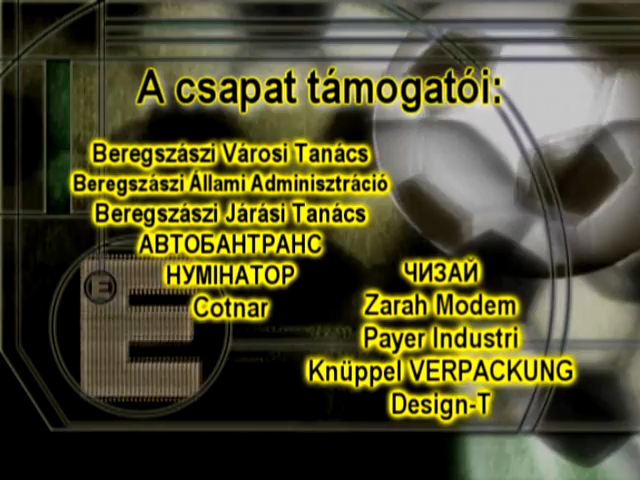 A csapat támogatói:
Beregszászi Városi Tanács
Beregszászi Állami Adminisztráció
Beregszászi Járási Tanács
АВТОБАНТРАНС
НУМІНАТОР
Cotnar
ЧИЗАЙ
Zarah Modem
Payer Industri
Knüppel VERPACKUNG
Design-T
E
E